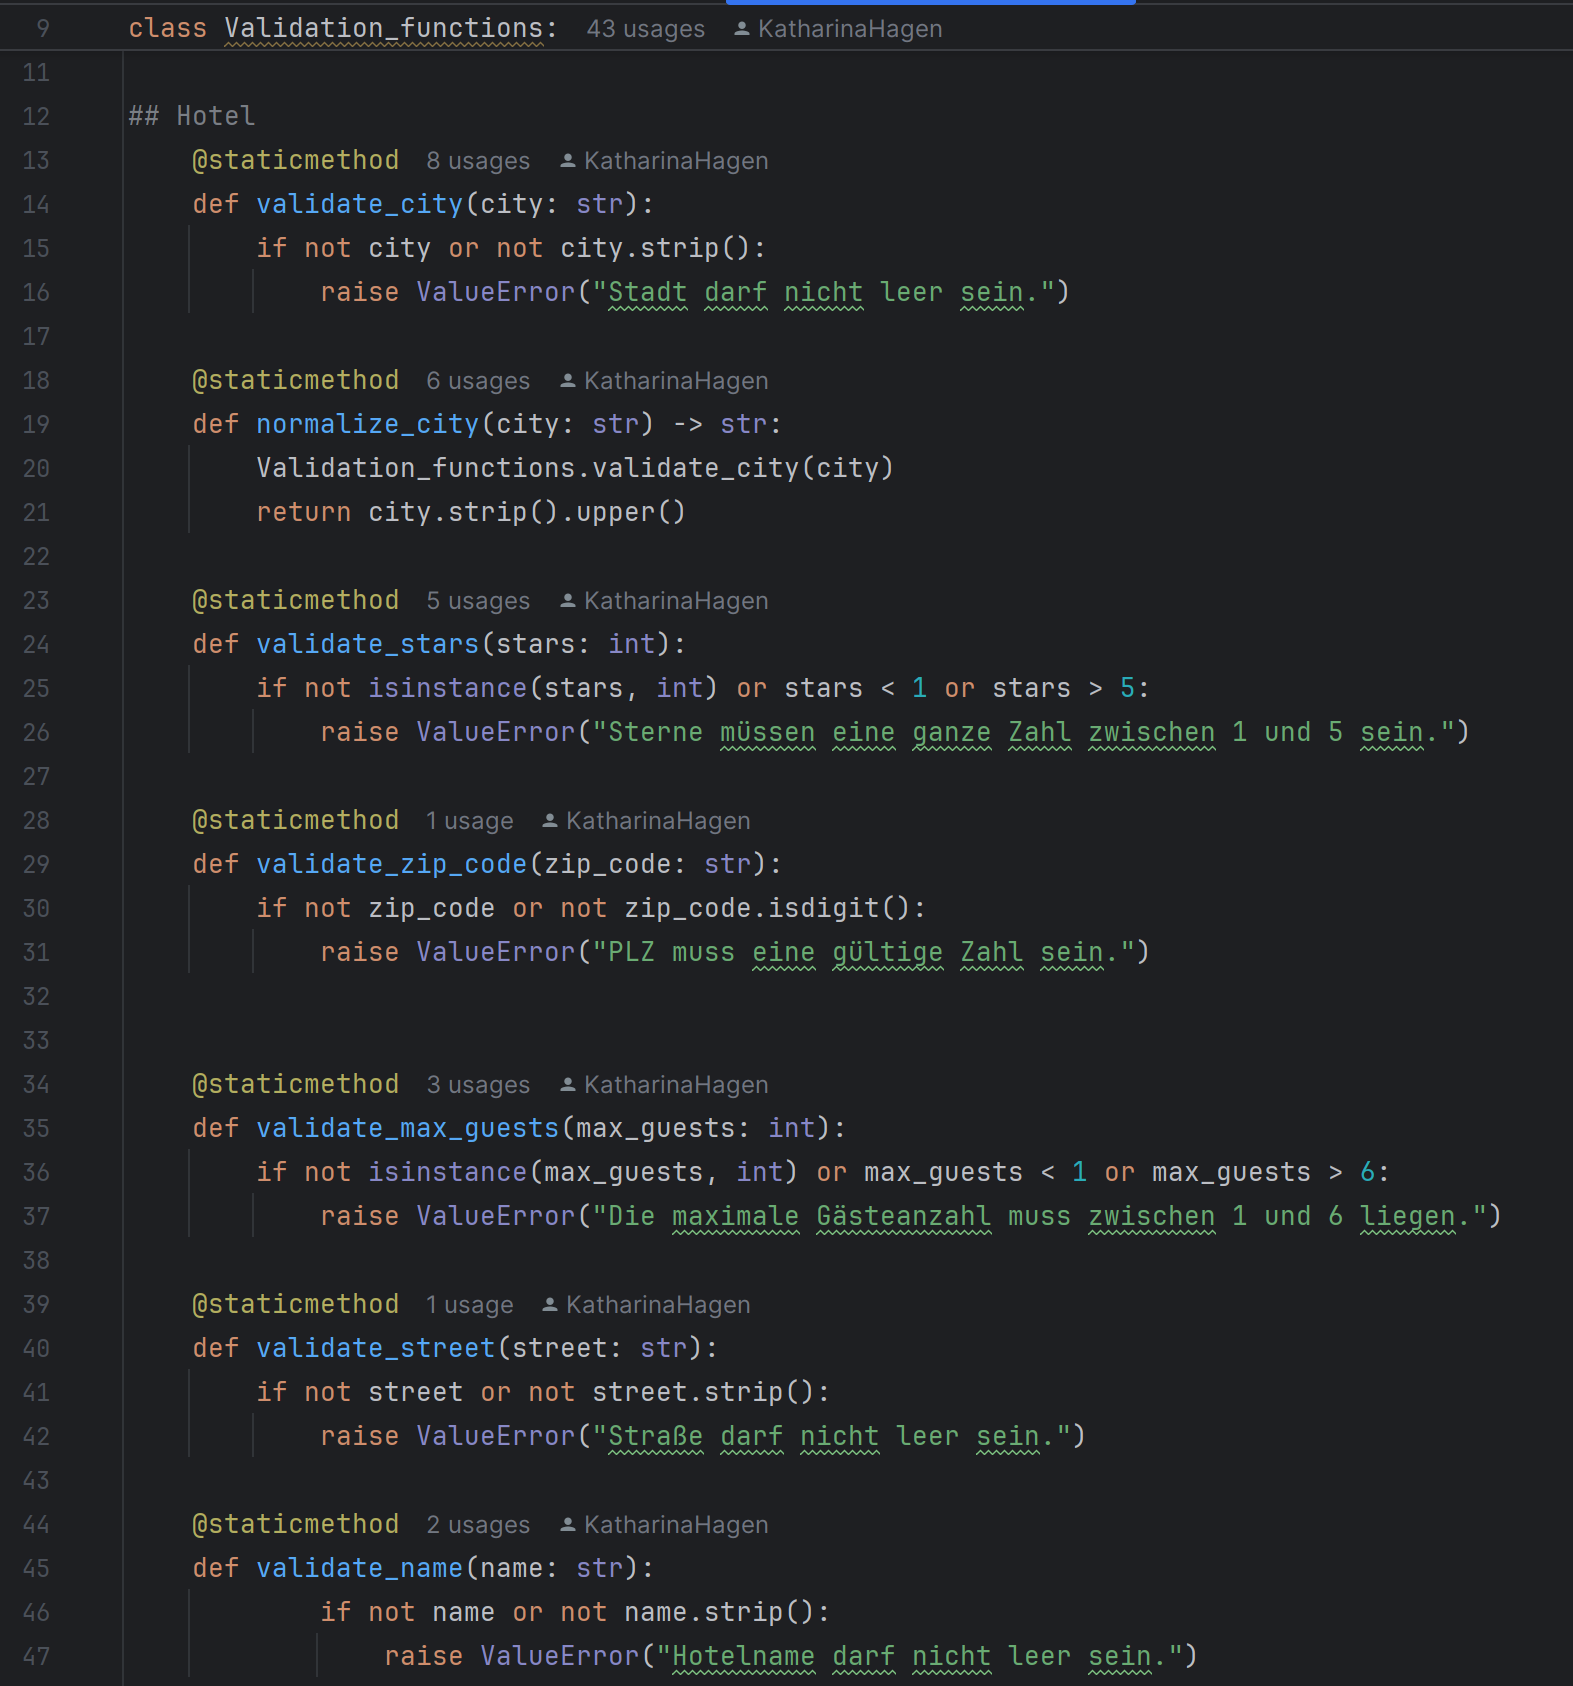 9 class Validation_functions: 43 usages KatharinaHagen
11
12 ## Hotel
13 @staticmethod 8 usages KatharinaHagen
14 def validate_city(city: str):
15 if not city or not city.strip():
16 raise ValueError("Stadt darf nicht leer sein.")
17
18 @staticmethod 6 usages KatharinaHagen
19 def normalize_city(city: str) -> str:
20 Validation_functions.validate_city(city)
21 return city.strip().upper()
22
23 @staticmethod 5 usages KatharinaHagen
24 def validate_stars(stars: int):
25 if not isinstance(stars, int) or stars < 1 or stars > 5:
26 raise ValueError("Sterne müssen eine ganze Zahl zwischen 1 und 5 sein.")
27
28 @staticmethod 1 usage KatharinaHagen
29 def validate_zip_code(zip_code: str):
30 if not zip_code or not zip_code.isdigit():
31 raise ValueError("PLZ muss eine gültige Zahl sein.")
32
33
34 @staticmethod 3 usages KatharinaHagen
35 def validate_max_guests(max_guests: int):
36 if not isinstance(max_guests, int) or max_guests < 1 or max_guests > 6:
37 raise ValueError("Die maximale Gästeanzahl muss zwischen 1 und 6 liegen.")
38
39 @staticmethod 1 usage KatharinaHagen
40 def validate_street(street: str):
41 if not street or not street.strip():
42 raise ValueError("Straße darf nicht leer sein.")
43
44 @staticmethod 2 usages KatharinaHagen
45 def validate_name(name: str):
46 if not name or not name.strip():
47 raise ValueError("Hotelname darf nicht leer sein.")